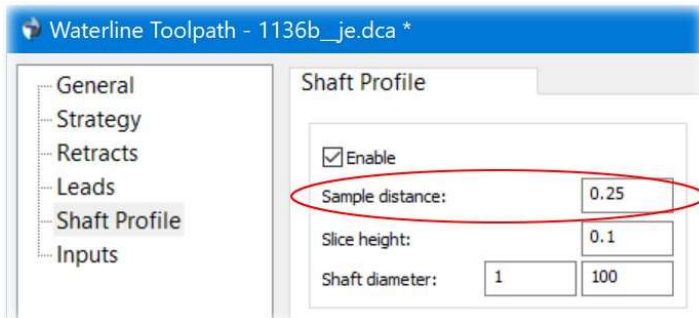 Waterline Toolpath - 1136b__je.dca *
General
Strategy
Retracts
Leads
Shaft Profile
Inputs
Shaft Profile
Enable
Sample distance: 0.25
Slice height: 0.1
Shaft diameter: 1 100